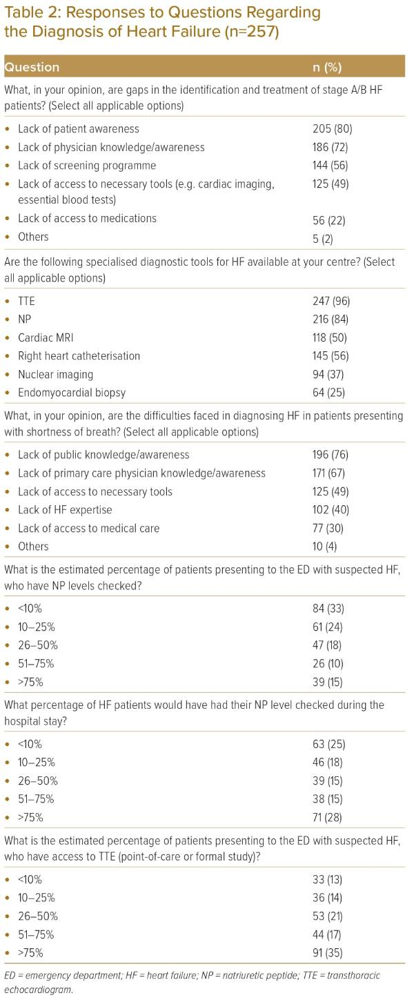 Table 2: Responses to Questions Regarding
the Diagnosis of Heart Failure (n=257)
Question n (%)
What, in your opinion, are gaps in the identification and treatment of stage A/B HF
patients? (Select all applicable options)
• Lack of patient awareness 205 (80)
• Lack of physician knowledge/awareness 186 (72)
• Lack of screening programme 144 (56)
• Lack of access to necessary tools (e.g. cardiac imaging, 125 (49)
essential blood tests)
• Lack of access to medications 56 (22)
• Others 5 (2)
Are the following specialised diagnostic tools for HF available at your centre? (Select
all applicable options)
• TTE 247 (96)
• NP 216 (84)
• Cardiac MRI 118 (50)
• Right heart catheterisation 145 (56)
• Nuclear imaging 94 (37)
• Endomyocardial biopsy 64 (25)
What, in your opinion, are the difficulties faced in diagnosing HF in patients presenting
with shortness of breath? (Select all applicable options)
• Lack of public knowledge/awareness 196 (76)
• Lack of primary care physician knowledge/awareness 171 (67)
• Lack of access to necessary tools 125 (49)
• Lack of HF expertise 102 (40)
• Lack of access to medical care 77 (30)
• Others 10 (4)
What is the estimated percentage of patients presenting to the ED with suspected HF,
who have NP levels checked?
• <10% 84 (33)
• 10–25% 61 (24)
• 26–50% 47 (18)
• 51–75% 26 (10)
• >75% 39 (15)
What percentage of HF patients would have had their NP level checked during the
hospital stay?
• <10% 63 (25)
• 10–25% 46 (18)
• 26–50% 39 (15)
• 51–75% 38 (15)
• >75% 71 (28)
What is the estimated percentage of patients presenting to the ED with suspected HF,
who have access to TTE (point-of-care or formal study)?
• <10% 33 (13)
• 10–25% 36 (14)
• 26–50% 53 (21)
• 51–75% 44 (17)
• >75% 91 (35)
ED = emergency department; HF = heart failure; NP = natriuretic peptide; TTE = transthoracic
echocardiogram.